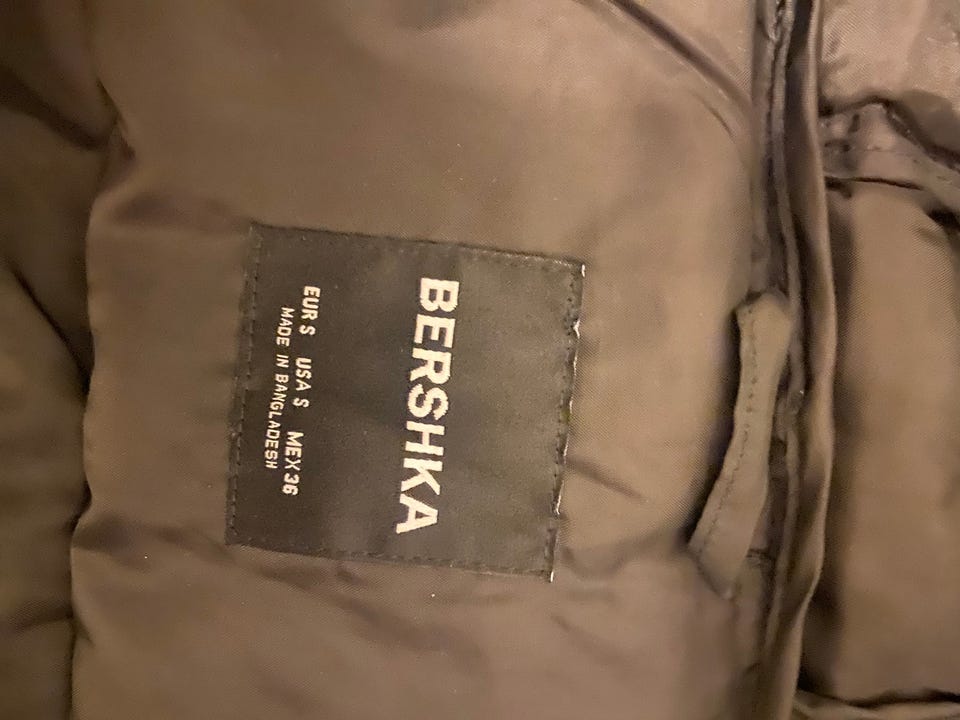 BERSHKA
EUR S USA S MEX 36
MADE IN BANGLADESH